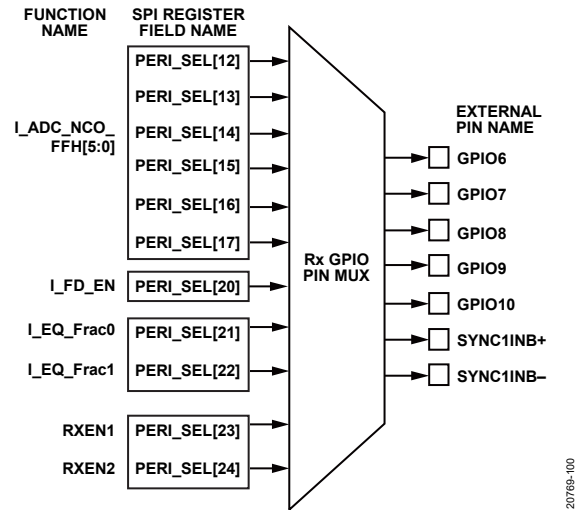 FUNCTION
NAME
SPI REGISTER
FIELD NAME
PERI_SEL[12]
PERI_SEL[13]
I_ADC_NCO_
FFH[5:0]
PERI_SEL[14]
PERI_SEL[15]
PERI_SEL[16]
PERI_SEL[17]
I_FD_EN
PERI_SEL[20]
I_EQ_Frac0
PERI_SEL[21]
I_EQ_Frac1
PERI_SEL[22]
RXEN1
PERI_SEL[23]
RXEN2
PERI_SEL[24]
Rx GPIO
PIN MUX
EXTERNAL
PIN NAME
GPIO6
GPIO7
GPIO8
GPIO9
GPIO10
SYNC1INB+
SYNC1INB–
20769-100